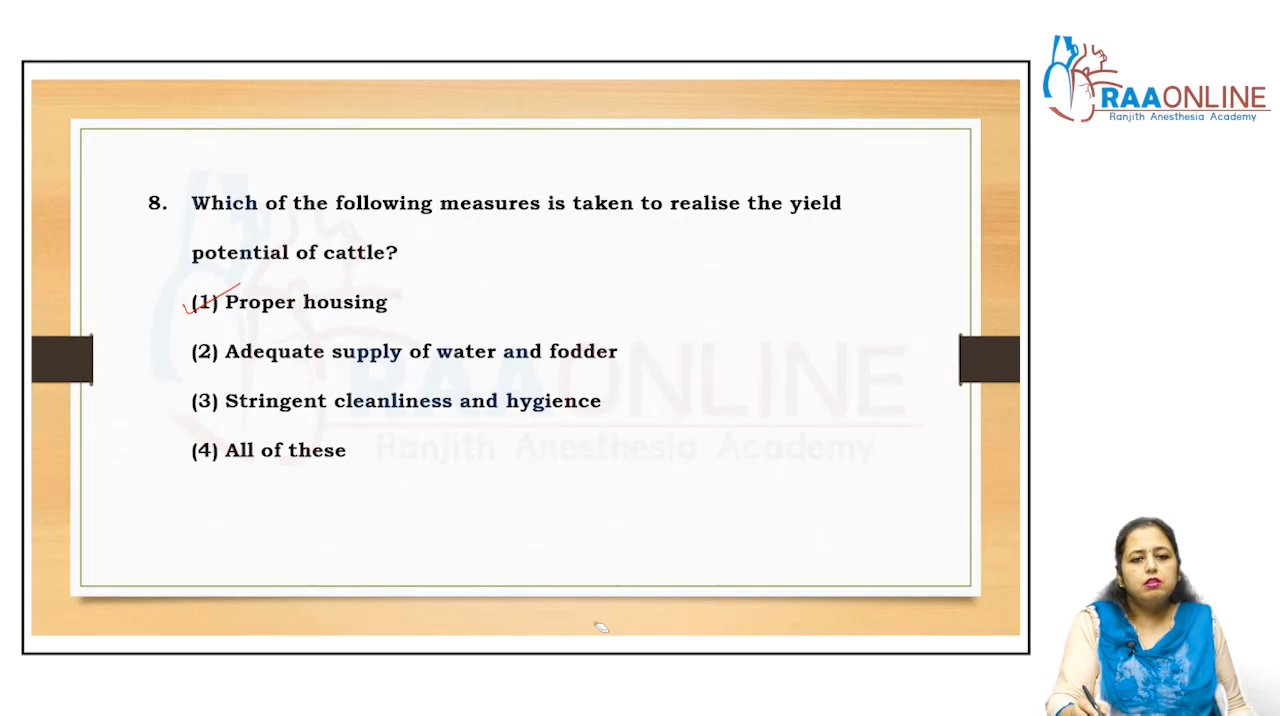 RAAONLINE
Ranjith Anesthesia Academy
8. Which of the following measures is taken to realise the yield
potential of cattle?
(1) Proper housing
(2) Adequate supply of water and fodder
(3) Stringent cleanliness and hygience
(4) All of these
RAAONLINE
Ranjith Anesthesia Academy